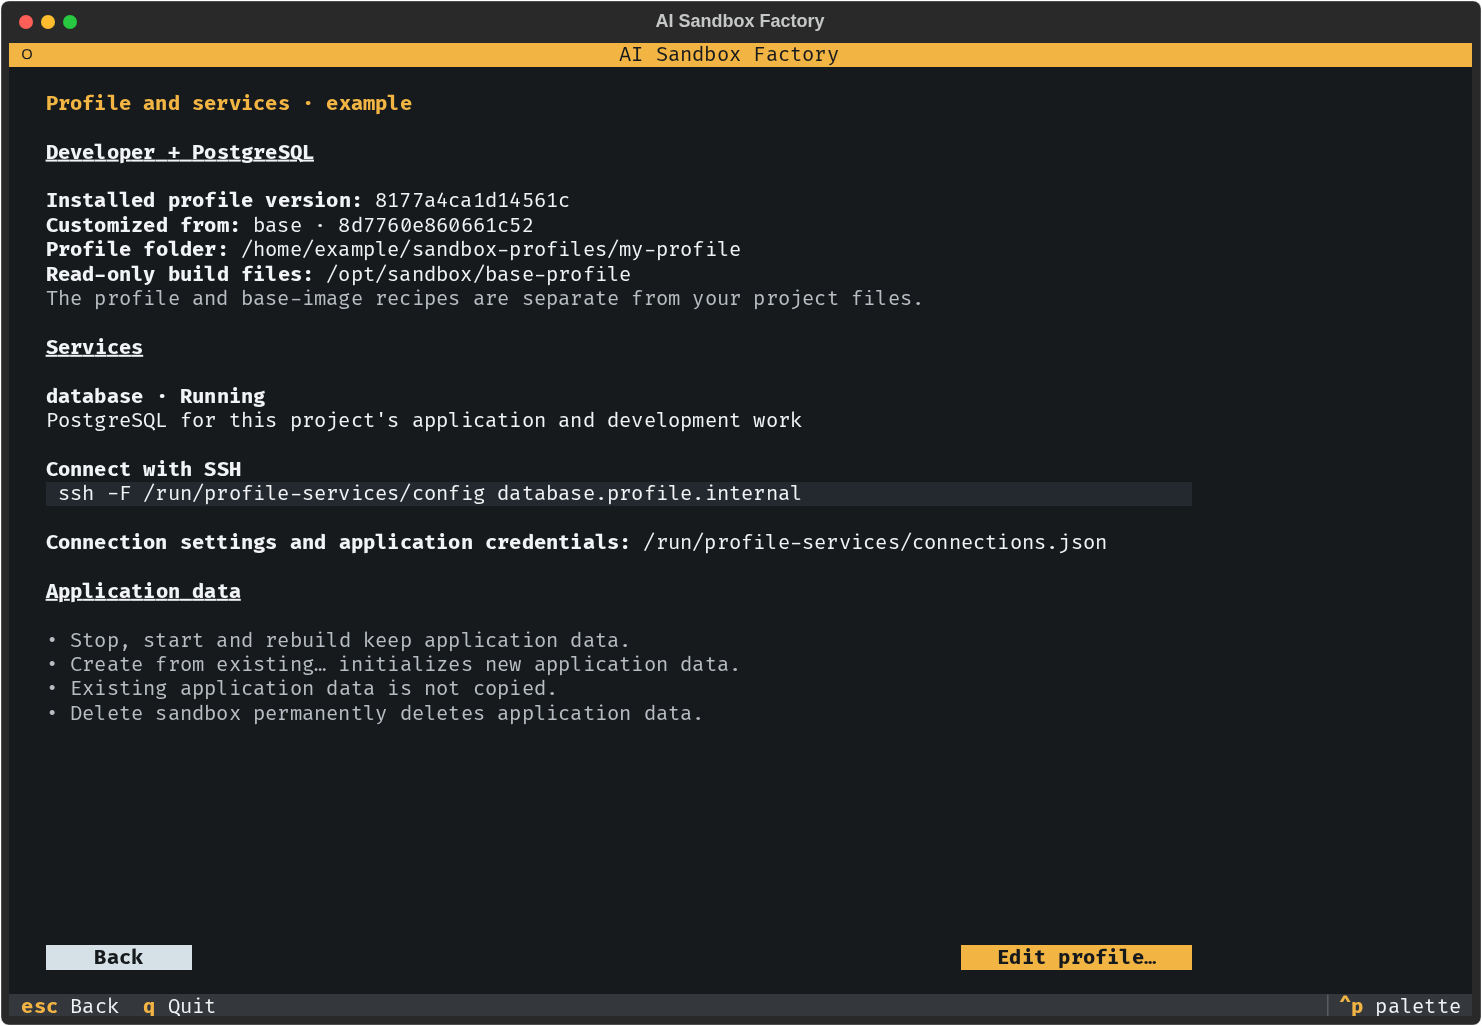 AI Sandbox Factory
O AI Sandbox Factory
Profile and services · example
Developer + PostgreSQL
Installed profile version: 8177a4ca1d14561c
Customized from: base · 8d7760e860661c52
Profile folder: /home/example/sandbox-profiles/my-profile
Read-only build files: /opt/sandbox/base-profile
The profile and base-image recipes are separate from your project files.
Services
database · Running
PostgreSQL for this project's application and development work
Connect with SSH
ssh -F /run/profile-services/config database.profile.internal
Connection settings and application credentials: /run/profile-services/connections.json
Application data
• Stop, start and rebuild keep application data.
• Create from existing… initializes new application data.
• Existing application data is not copied.
• Delete sandbox permanently deletes application data.
Back Edit profile…
esc Back q Quit ^p palette